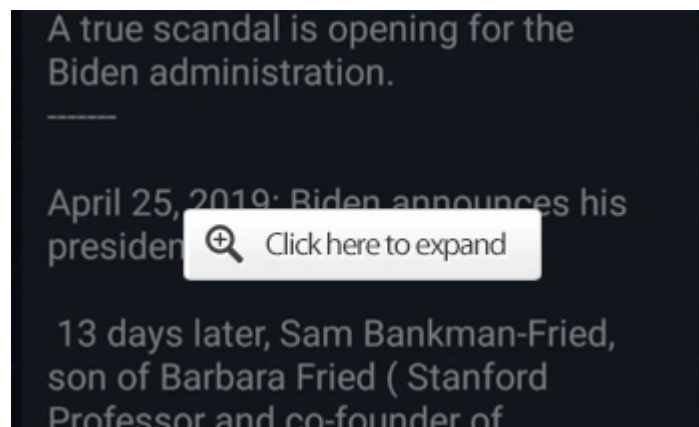 A true scandal is opening for the
Biden administration.
-------
April 25, 2019: Biden announces his
presiden
Click here to expand
13 days later, Sam Bankman-Fried,
son of Barbara Fried ( Stanford
Professor and co-founder of